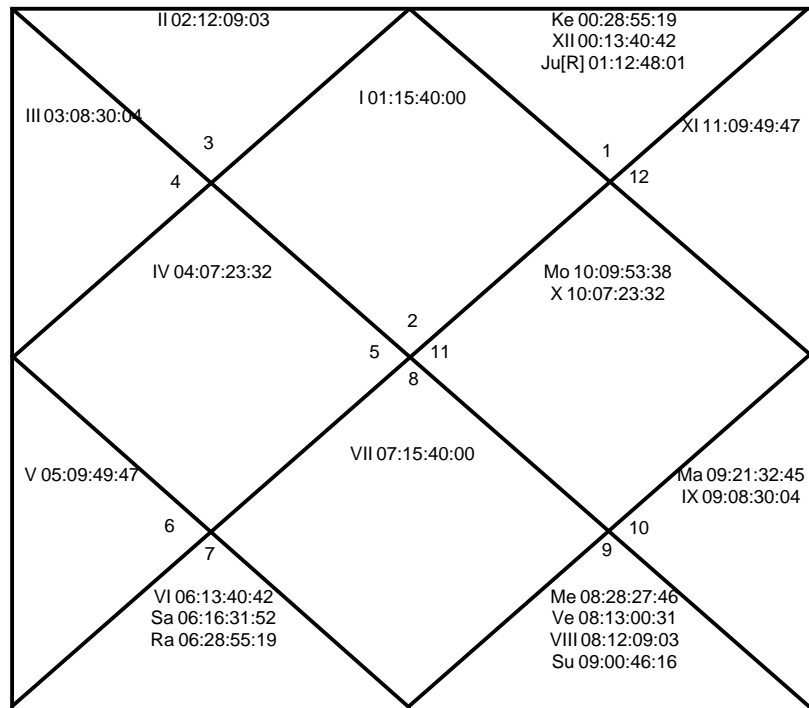 II 02:12:09:03
Ke 00:28:55:19
XII 00:13:40:42
Ju[R] 01:12:48:01
I 01:15:40:00
III 03:08:30:04
XI 11:09:49:47
3
1
4
12
IV 04:07:23:32
Mo 10:09:53:38
X 10:07:23:32
2
5
11
8
VII 07:15:40:00
V 05:09:49:47
Ma 09:21:32:45
IX 09:08:30:04
6
10
7
9
VI 06:13:40:42
Sa 06:16:31:52
Ra 06:28:55:19
Me 08:28:27:46
Ve 08:13:00:31
VIII 08:12:09:03
Su 09:00:46:16